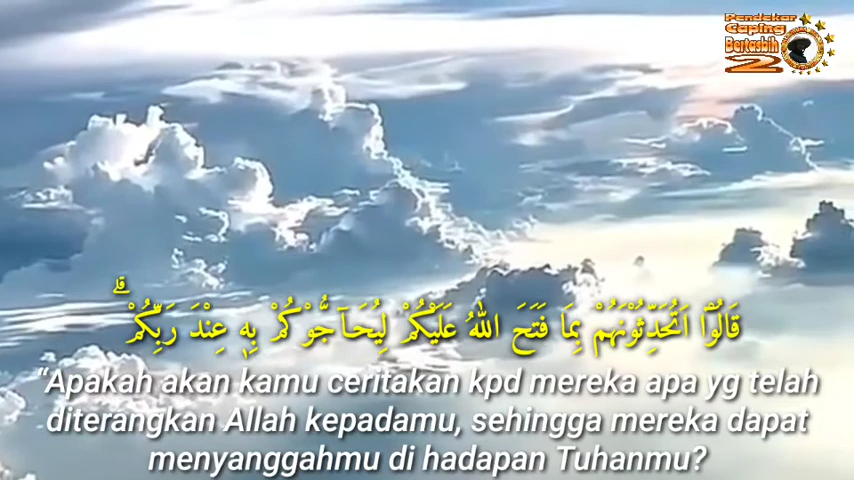 Pendekar
Caping
Bertasbih
2
قَالُوْٓا اَتُحَدِّثُوْنَهُمْ بِمَا فَتَحَ اللّٰهُ عَلَيْكُمْ لِيُحَاۤجُّوْكُمْ بِهٖ عِنْدَ رَبِّكُمْ ۗ
“Apakah akan kamu ceritakan kpd mereka apa yg telah
diterangkan Allah kepadamu, sehingga mereka dapat
menyanggahmu di hadapan Tuhanmu?